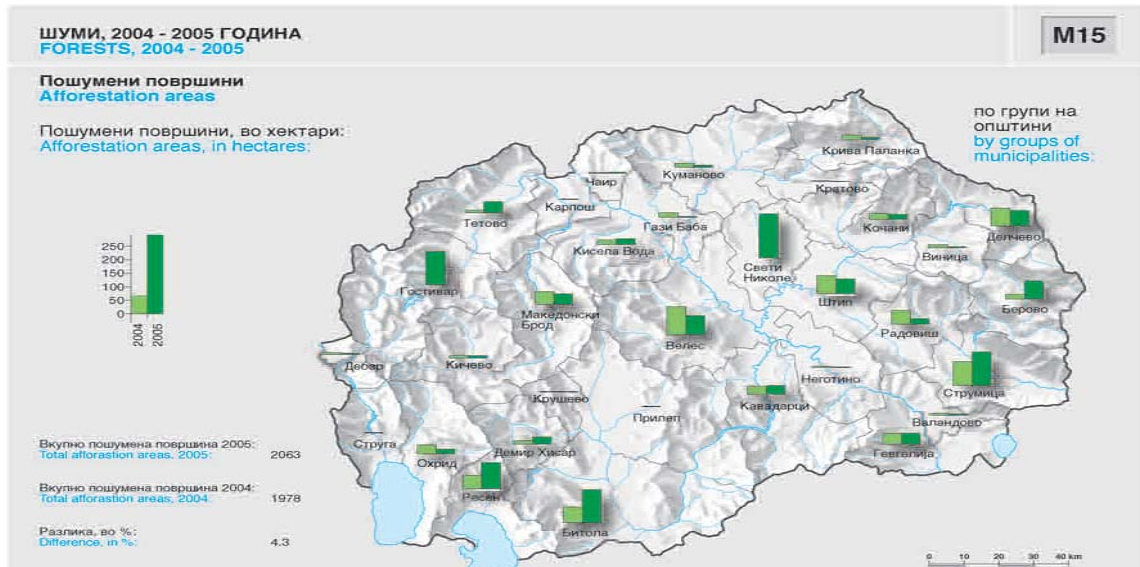 ШУМИ, 2004 - 2005 ГОДИНА
FORESTS, 2004 - 2005
M15
Пошумени површини
Afforestation areas
Пошумени површини, во хектари:
Afforestation areas, in hectares:
по групи на
општини
by groups of
municipalities:
250
200
150
100
50
0
2004
2005
Крива Паланка
Куманово
Чаир
Кратово
Карпош
Тетово
Гази Баба
Кочани
Делчево
Кисела Вода
Виница
Свети
Николе
Гостивар
Штип
Берово
Македонски
Брод
Радовиш
Велес
Дебар
Кичево
Неготино
Струмица
Крушево
Кавадарци
Прилеп
Валандово
Струга
Охрид
Демир Хисар
Гевгелија
Ресен
Битола
Вкупно пошумена површина 2005:
Total afforastion areas, 2005: 2063
Вкупно пошумена површина 2004:
Total afforastion areas, 2004: 1978
Разлика, во %:
Difference, in %: 4.3
0 10 20 30 40 km